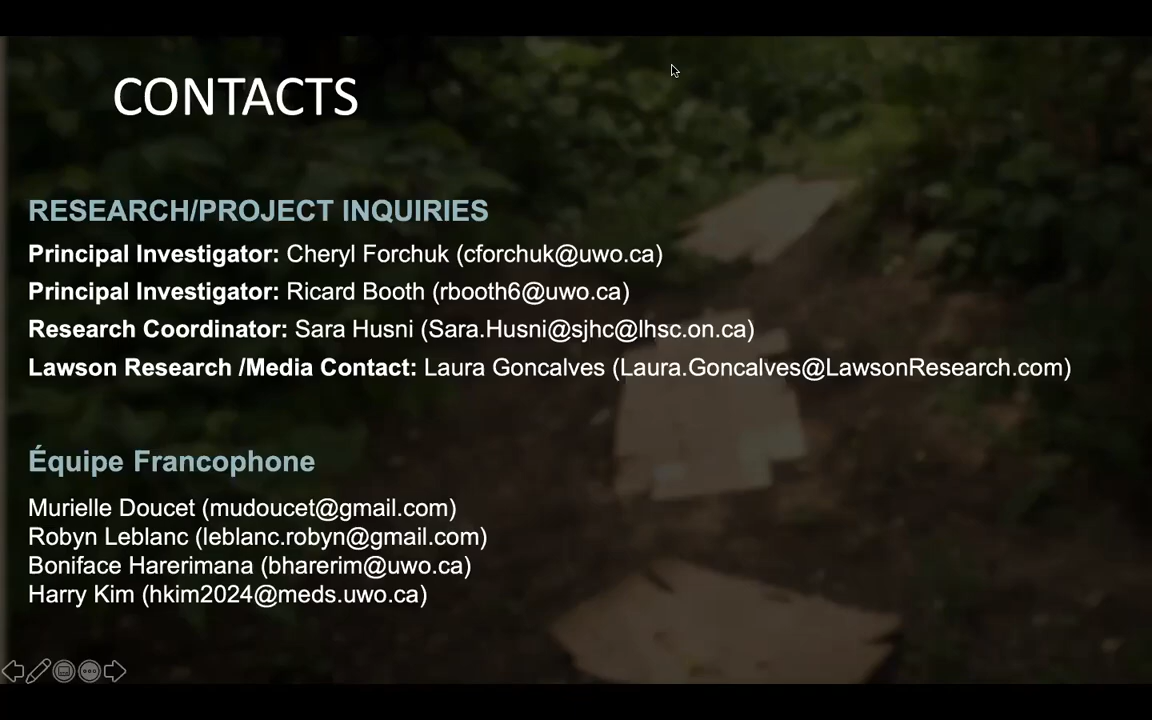 CONTACTS
RESEARCH/PROJECT INQUIRIES
Principal Investigator: Cheryl Forchuk (cforchuk@uwo.ca)
Principal Investigator: Ricard Booth (rbooth6@uwo.ca)
Research Coordinator: Sara Husni (Sara.Husni@sjhc@lhsc.on.ca)
Lawson Research /Media Contact: Laura Goncalves (Laura.Goncalves@LawsonResearch.com)
Équipe Francophone
Murielle Doucet (mudoucet@gmail.com)
Robyn Leblanc (leblanc.robyn@gmail.com)
Boniface Harerimana (bharerim@uwo.ca)
Harry Kim (hkim2024@meds.uwo.ca)